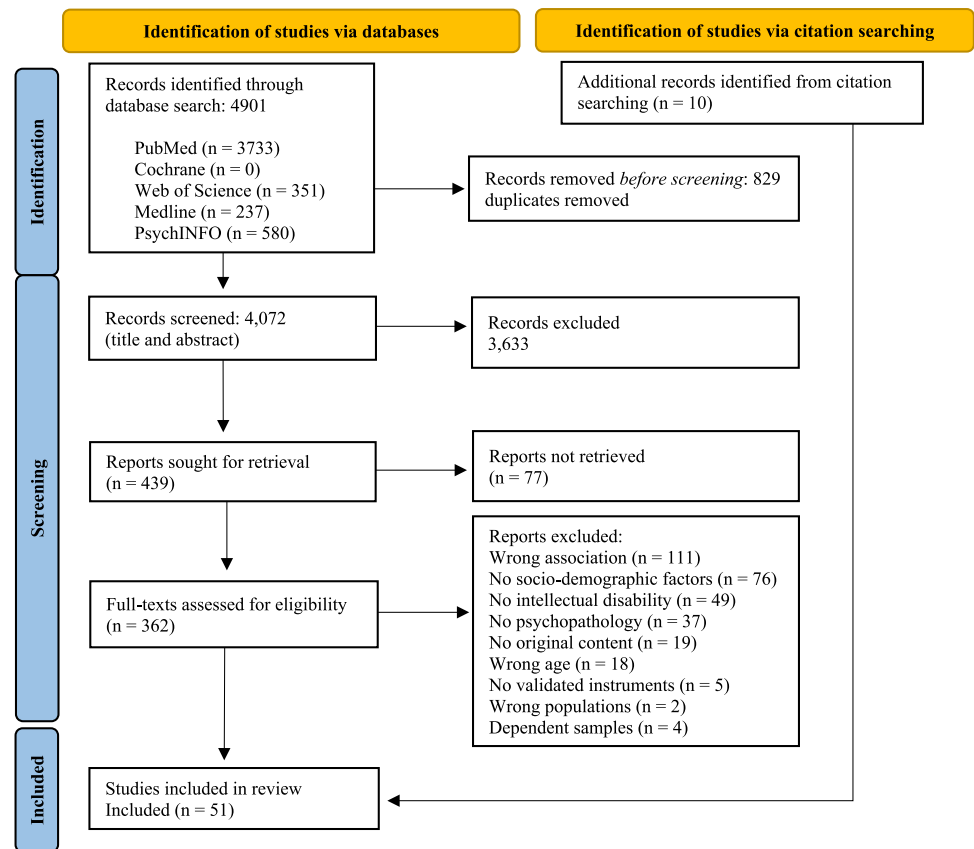 Identification of studies via databases
Identification of studies via citation searching
Identification
Records identified through
database search: 4901
PubMed (n = 3733)
Cochrane (n = 0)
Web of Science (n = 351)
Medline (n = 237)
PsychINFO (n = 580)
Additional records identified from citation
searching (n = 10)
Records removed before screening: 829
duplicates removed
Screening
Records screened: 4,072
(title and abstract)
Records excluded
3,633
Reports sought for retrieval
(n = 439)
Reports not retrieved
(n = 77)
Full-texts assessed for eligibility
(n = 362)
Reports excluded:
Wrong association (n = 111)
No socio-demographic factors (n = 76)
No intellectual disability (n = 49)
No psychopathology (n = 37)
No original content (n = 19)
Wrong age (n = 18)
No validated instruments (n = 5)
Wrong populations (n = 2)
Dependent samples (n = 4)
Included
Studies included in review
Included (n = 51)